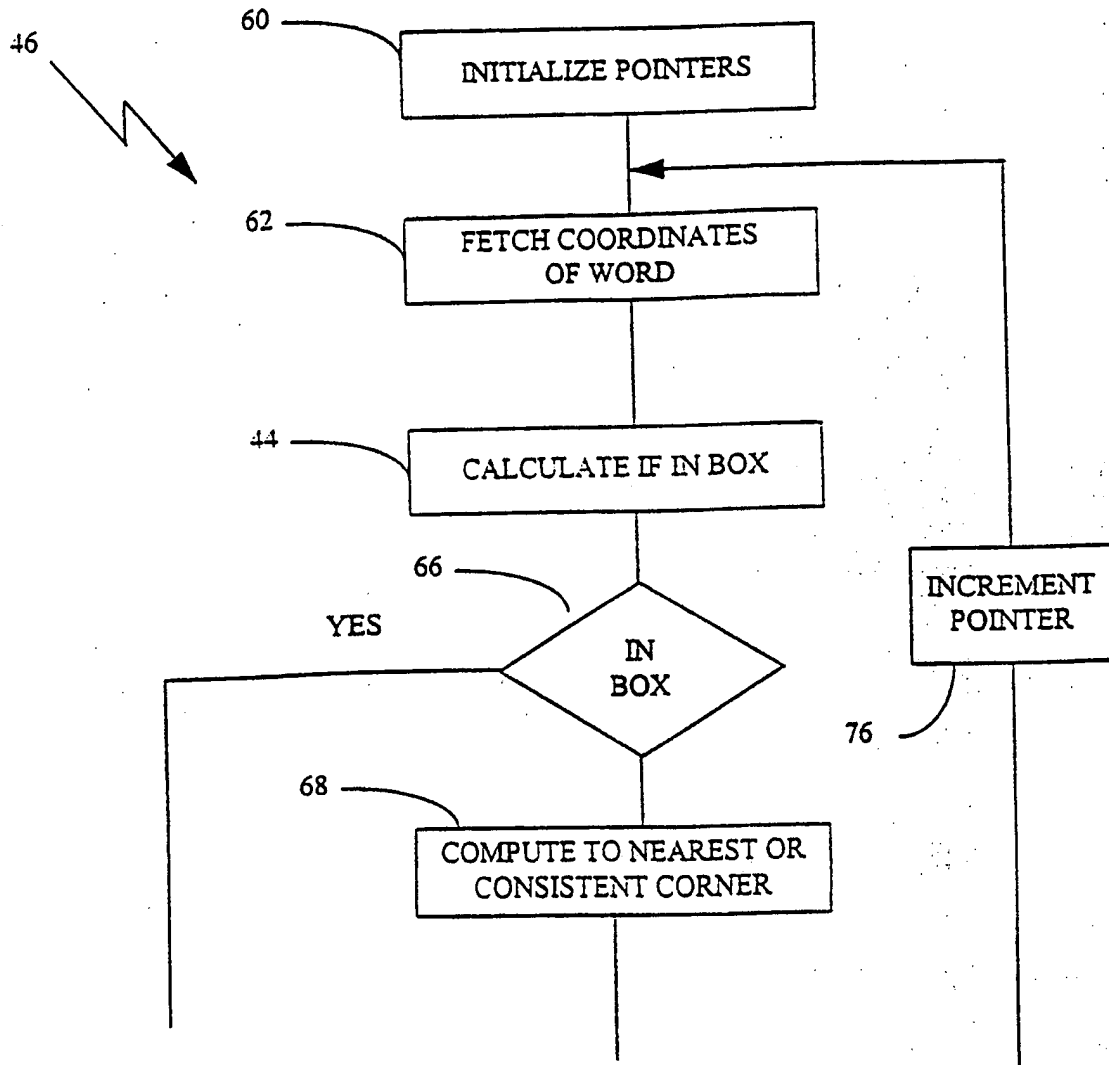 46
60
INITIALIZE POINTERS
62
FETCH COORDINATES
OF WORD
44
CALCULATE IF IN BOX
66
YES
IN
BOX
INCREMENT
POINTER
76
68
COMPUTE TO NEAREST OR
CONSISTENT CORNER